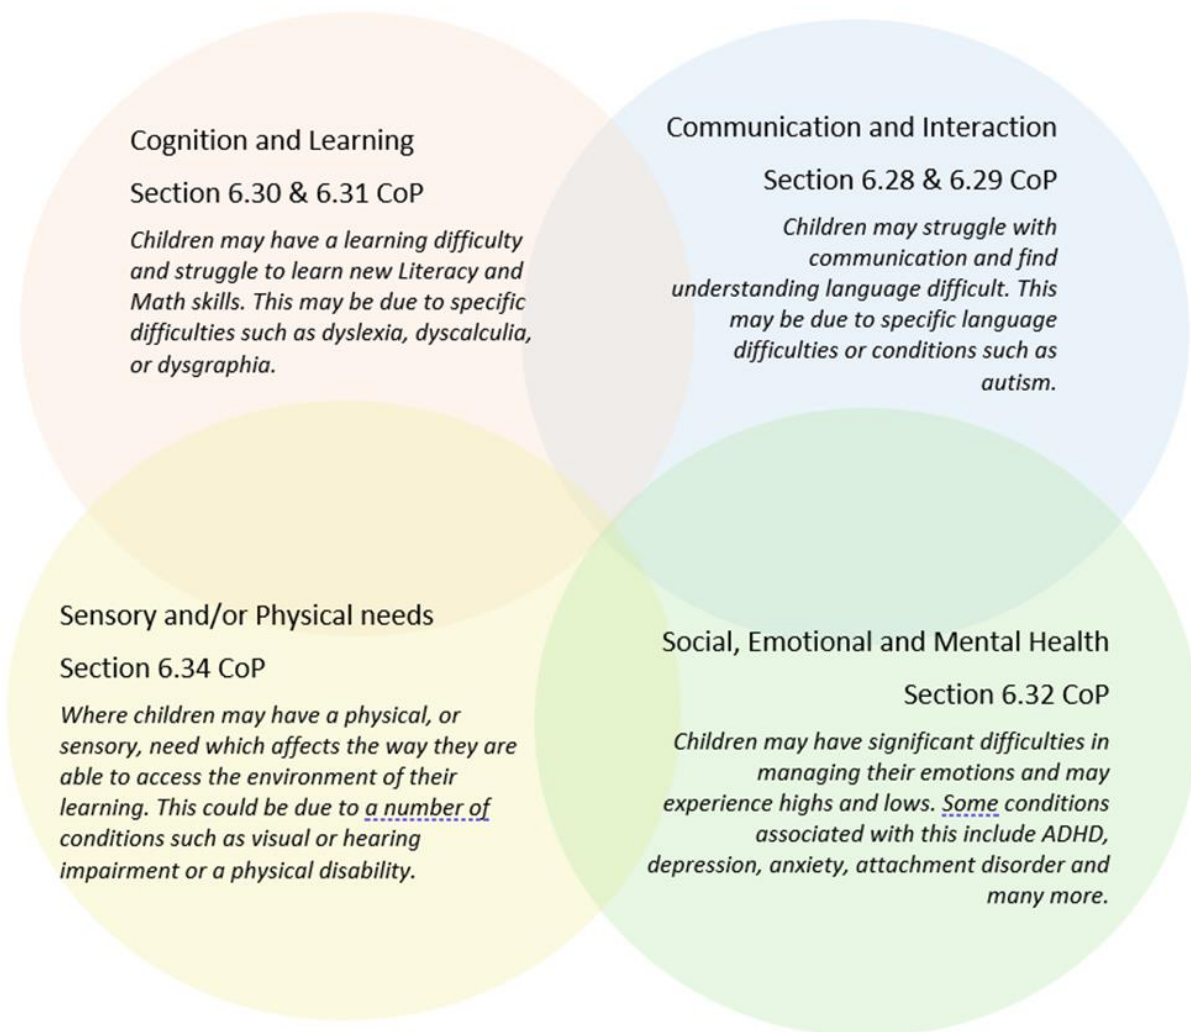 Cognition and Learning
Section 6.30 & 6.31 CoP
Children may have a learning difficulty
and struggle to learn new Literacy and
Math skills. This may be due to specific
difficulties such as dyslexia, dyscalculia,
or dysgraphia.
Communication and Interaction
Section 6.28 & 6.29 CoP
Children may struggle with
communication and find
understanding language difficult. This
may be due to specific language
difficulties or conditions such as
autism.
Sensory and/or Physical needs
Section 6.34 CoP
Where children may have a physical, or
sensory, need which affects the way they are
able to access the environment of their
learning. This could be due to a number of
conditions such as visual or hearing
impairment or a physical disability.
Social, Emotional and Mental Health
Section 6.32 CoP
Children may have significant difficulties in
managing their emotions and may
experience highs and lows. Some conditions
associated with this include ADHD,
depression, anxiety, attachment disorder and
many more.